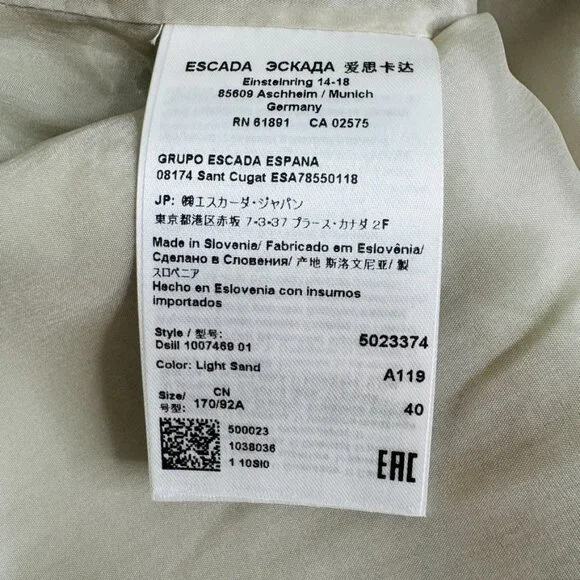 ESCADA ЭСКАДА 爱思卡达
Einsteinring 14-18
85609 Aschheim / Munich
Germany
RN 61891 CA 02575
GRUPO ESCADA ESPANA
08174 Sant Cugat ESA78550118
JP: ㈱エスカーダ・ジャパン
東京都港区赤坂 7-3-37 プラース・カナダ 2F
Made in Slovenia/ Fabricado em Eslovênia/
Сделано в Словения/ 产地 斯洛文尼亚/ 製
スロベニア
Hecho en Eslovenia con insumos
importados
Style / 型号: 5023374
Dsiil 1007469 01
Color: Light Sand A119
Size/ CN
号型: 170/92A 40
500023
1038036
1 10SI0
EAC